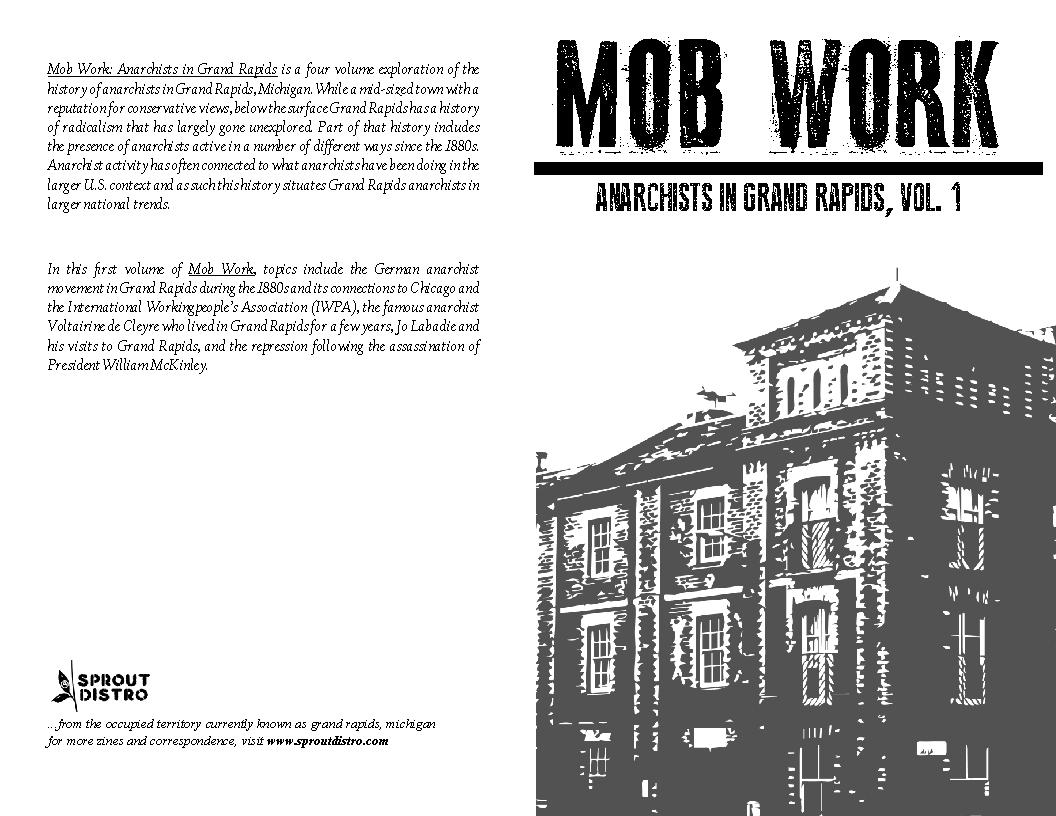 Mob Work: Anarchists in Grand Rapids is a four volume exploration of the
history of anarchists in Grand Rapids, Michigan. While a mid-sized town with a
reputation for conservative views, below the surface Grand Rapids has a history
of radicalism that has largely gone unexplored. Part of that history includes
the presence of anarchists active in a number of different ways since the 1880s.
Anarchist activity has often connected to what anarchists have been doing in the
larger U.S. context and as such this history situates Grand Rapids anarchists in
larger national trends.
In this first volume of Mob Work, topics include the German anarchist
movement in Grand Rapids during the 1880s and its connections to Chicago and
the International Workingpeople's Association (IWPA), the famous anarchist
Voltairine de Cleyre who lived in Grand Rapids for a few years, Jo Labadie and
his visits to Grand Rapids, and the repression following the assassination of
President William McKinley.
SPROUT
DISTRO
...from the occupied territory currently known as grand rapids, michigan
for more zines and correspondence, visit www.sproutdistro.com
MOB WORK
ANARCHISTS IN GRAND RAPIDS, VOL. 1